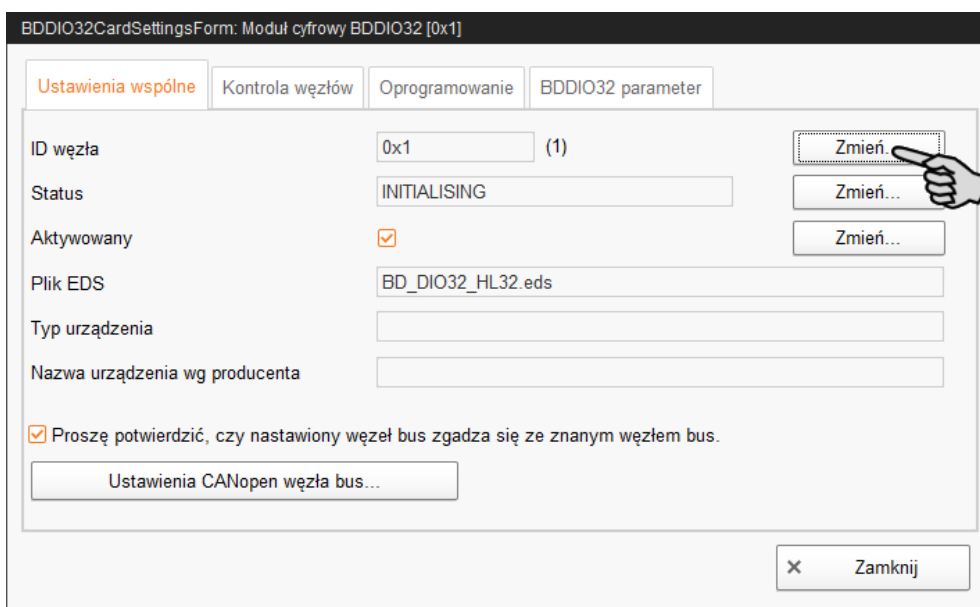 BDDIO32CardSettingsForm: Moduł cyfrowy BDDIO32 [0x1]
Ustawienia wspólne Kontrola węzłów Oprogramowanie BDDIO32 parameter
ID węzła 0x1 (1) Zmień.
Status INITIALISING Zmień...
Aktywowany Zmień...
Plik EDS BD_DIO32_HL32.eds
Typ urządzenia
Nazwa urządzenia wg producenta
Proszę potwierdzić, czy nastawiony węzeł bus zgadza się ze znanym węzłem bus.
Ustawienia CANopen węzła bus...
Zamknij